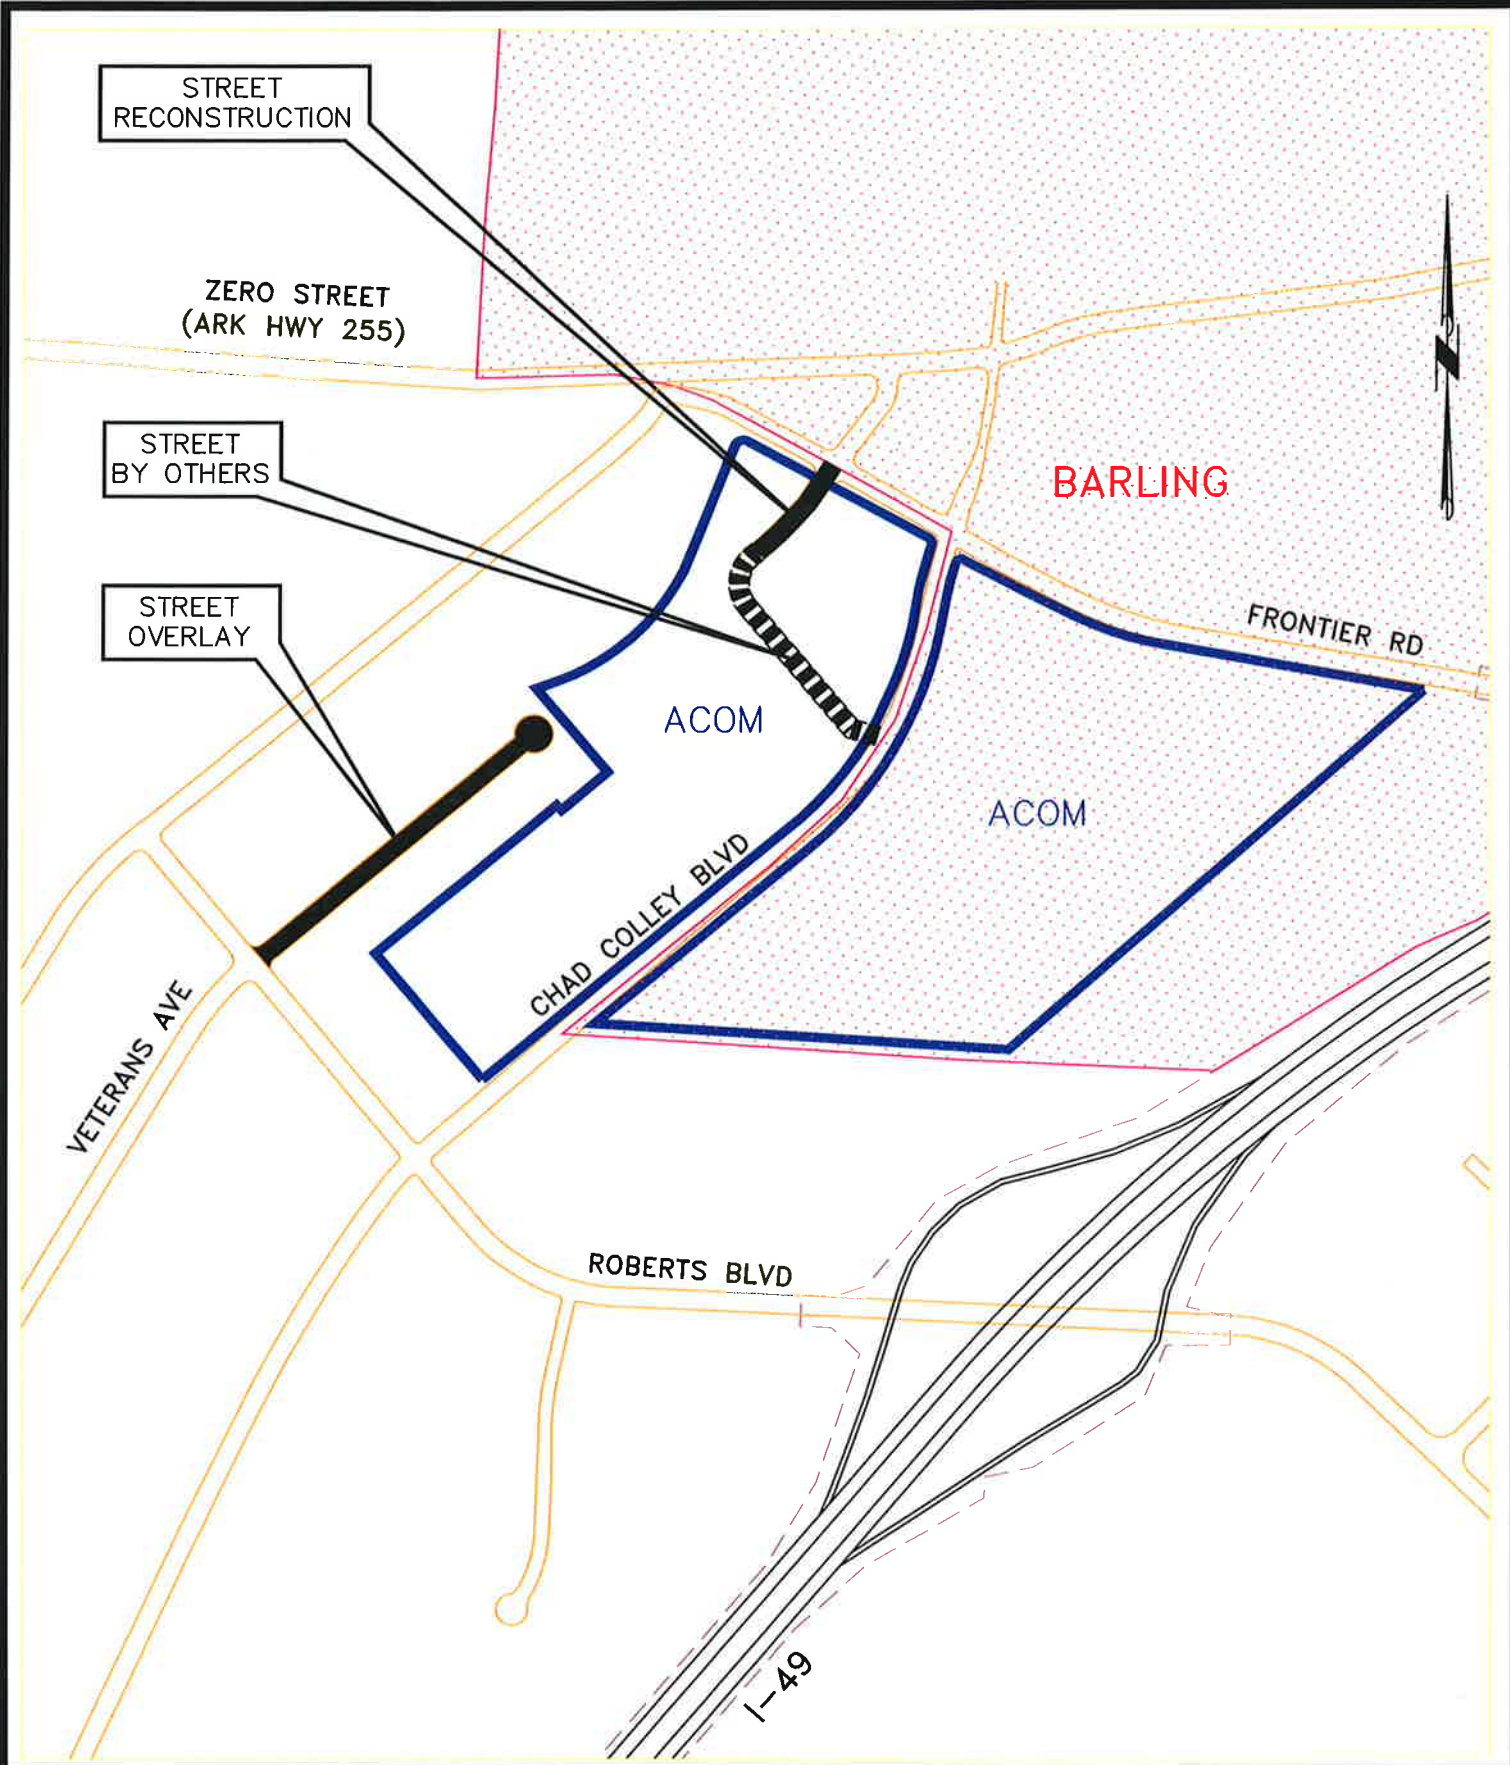 STREET
RECONSTRUCTION
ZERO STREET
(ARK HWY 255)
STREET
BY OTHERS
BARLING
N
STREET
OVERLAY
FRONTIER RD
ACOM
ACOM
CHAD COLLEY BLVD
VETERANS AVE
ROBERTS BLVD
I-49